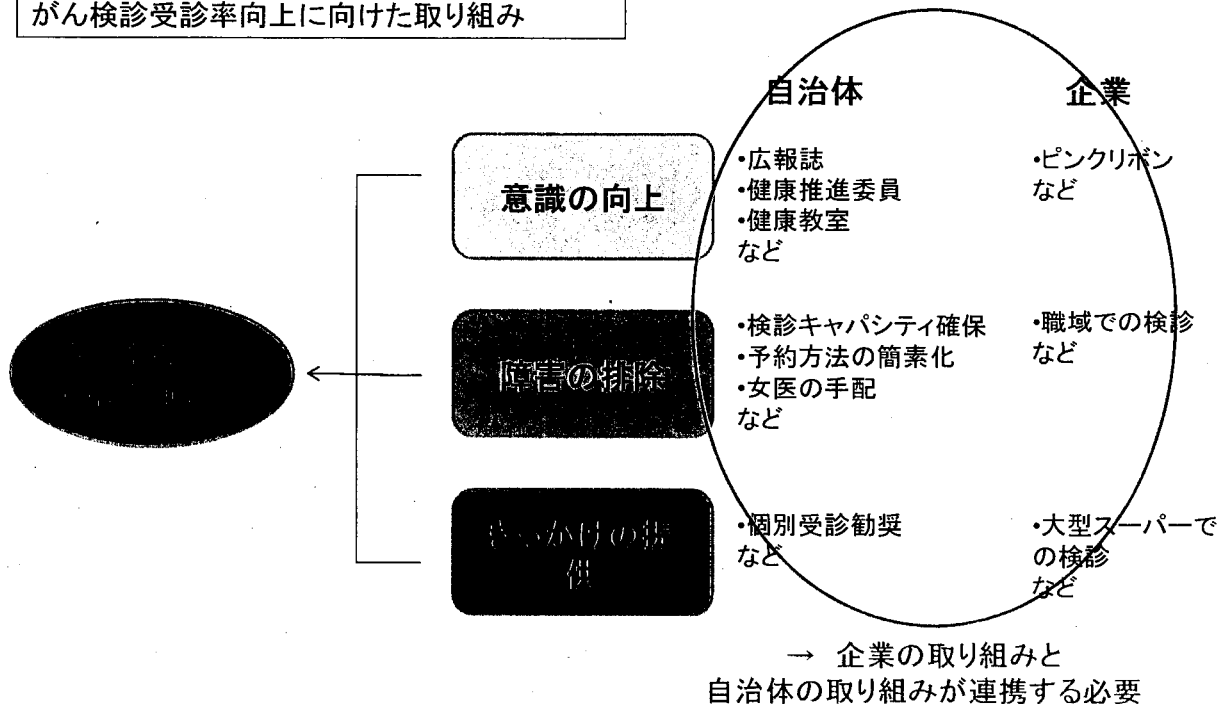 がん検診受診率向上に向けた取り組み
自治体
企業
意識の向上
・広報誌
・健康推進委員
・健康教室
など
・ピンクリボン
など
障害の排除
・検診キャパシティ確保
・予約方法の簡素化
・女医の手配
など
・職域での検診
など
きっかけの提
供
・個別受診勧奨
など
・大型スーパーで
の検診
など
→ 企業の取り組みと
自治体の取り組みが連携する必要